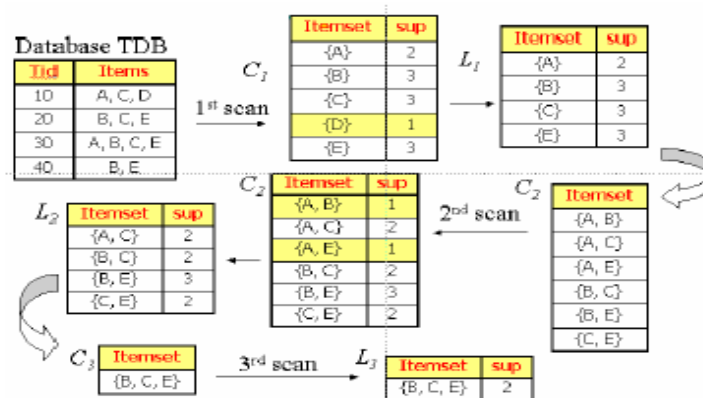 Database TDB
Tid Items
10 A, C, D
20 B, C, E
30 A, B, C, E
40 B, E
1st scan
C1
Itemset sup
{A} 2
{B} 3
{C} 3
{D} 1
{E} 3
L1
Itemset sup
{A} 2
{B} 3
{C} 3
{E} 3
C2
Itemset
{A, B}
{A, C}
{A, E}
{B, C}
{B, E}
{C, E}
2nd scan
C2
Itemset sup
{A, B} 1
{A, C} 2
{A, E} 1
{B, C} 2
{B, E} 3
{C, E} 2
L2
Itemset sup
{A, C} 2
{B, C} 2
{B, E} 3
{C, E} 2
C3
Itemset
{B, C, E}
3rd scan
L3
Itemset sup
{B, C, E} 2